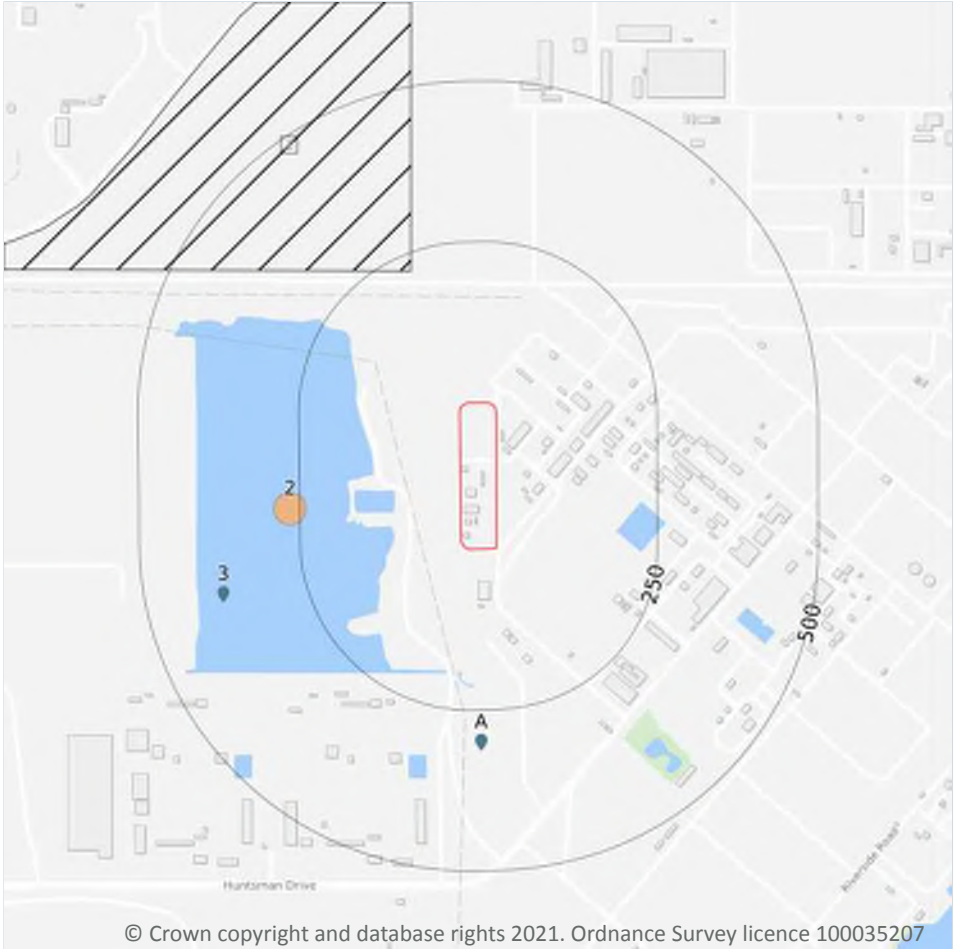 2
3
250
500
A
Riverside Road
Huntsman Drive
© Crown copyright and database rights 2021. Ordnance Survey licence 100035207